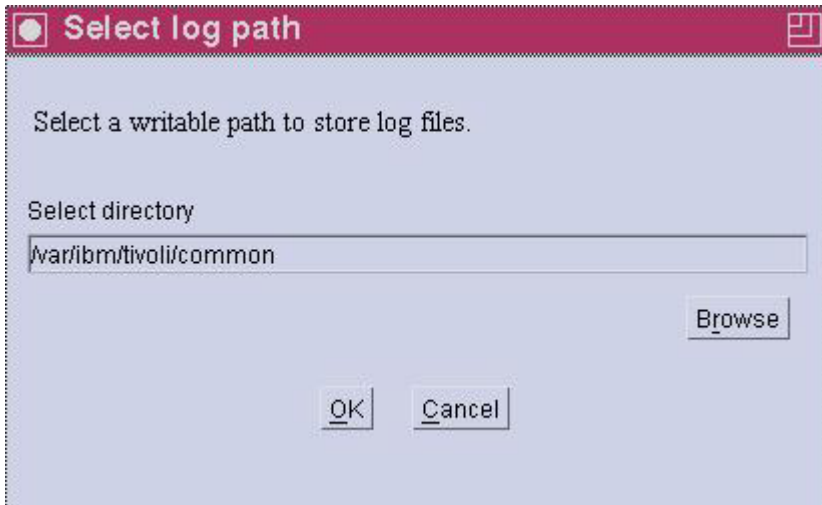 Select log path
Select a writable path to store log files.
Select directory
/var/ibm/tivoli/common
Browse
OK Cancel